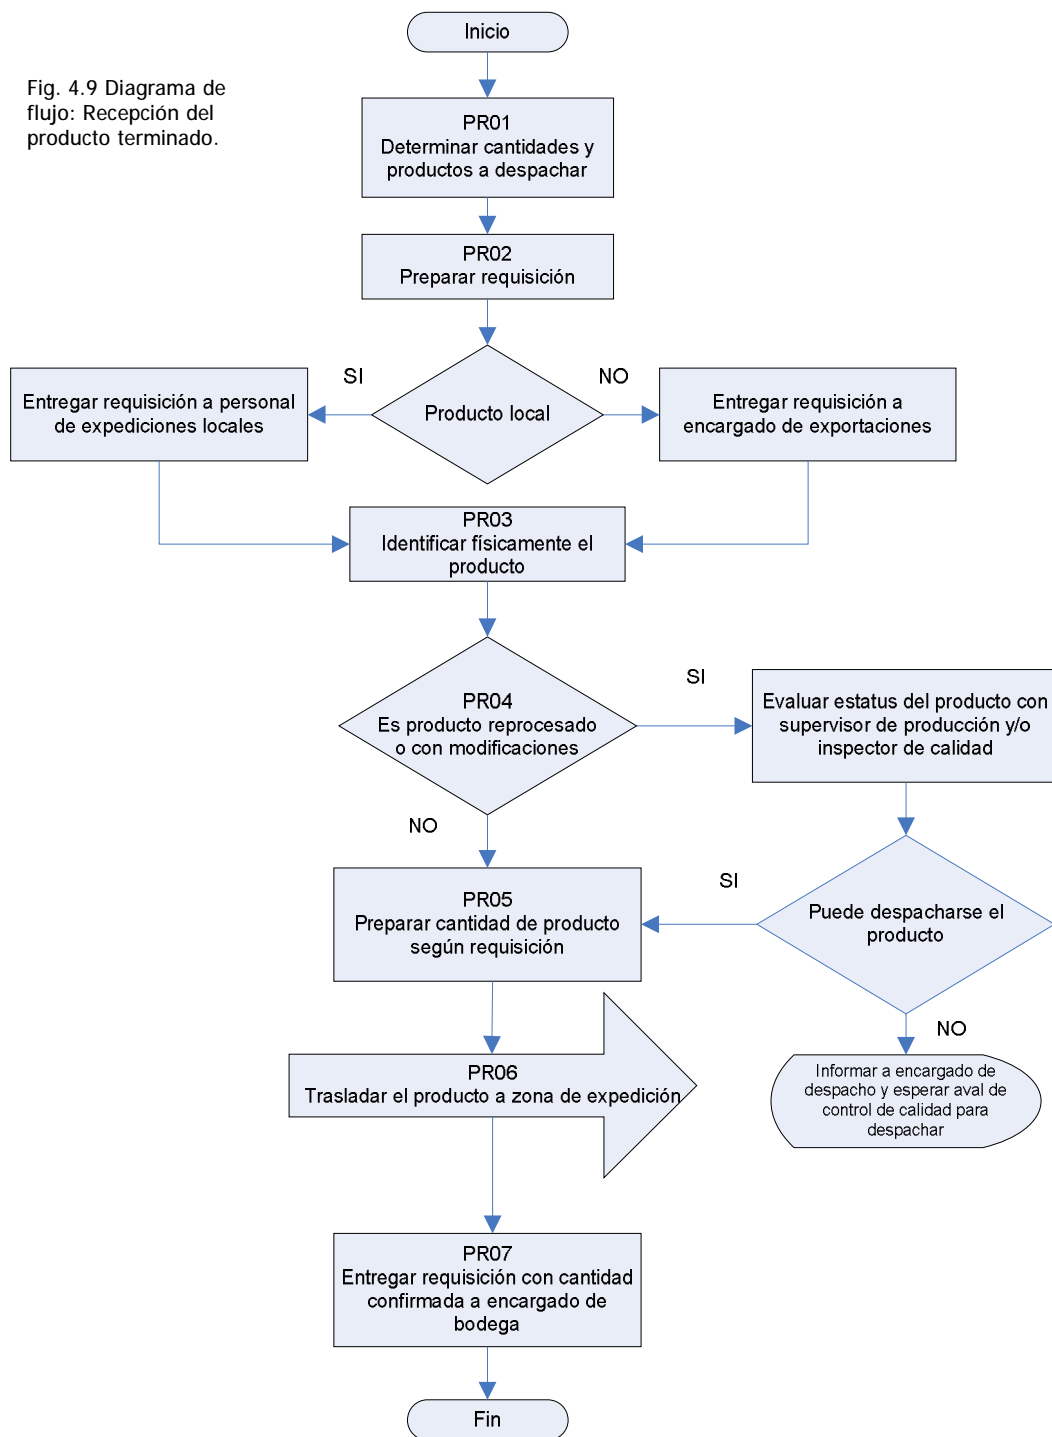 Inicio
Fig. 4.9 Diagrama de
flujo: Recepción del
producto terminado.
PR01
Determinar cantidades y
productos a despachar
PR02
Preparar requisición
SI
NO
Entregar requisición a personal
de expediciones locales
Producto local
Entregar requisición a
encargado de exportaciones
PR03
Identificar físicamente el
producto
PR04
Es producto reprocesado
o con modificaciones
SI
Evaluar estatus del producto con
supervisor de producción y/o
inspector de calidad
NO
PR05
Preparar cantidad de producto
según requisición
SI
Puede despacharse el
producto
NO
PR06
Trasladar el producto a zona de expedición
Informar a encargado de
despacho y esperar aval de
control de calidad para
despachar
PR07
Entregar requisición con cantidad
confirmada a encargado de
bodega
Fin